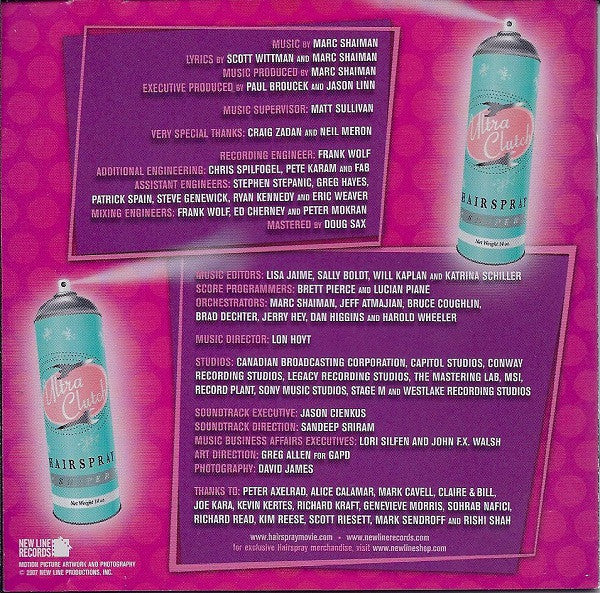 MUSIC BY MARC SHAIMAN
LYRICS BY SCOTT WITTMAN AND MARC SHAIMAN
MUSIC PRODUCED BY MARC SHAIMAN
EXECUTIVE PRODUCED BY PAUL BROUCEK AND JASON LINN
MUSIC SUPERVISOR: MATT SULLIVAN
VERY SPECIAL THANKS: CRAIG ZADAN AND NEIL MERON
RECORDING ENGINEER: FRANK WOLF
ADDITIONAL ENGINEERING: CHRIS SPILFOGEL, PETE KARAM AND FAB
ASSISTANT ENGINEERS: STEPHEN STEPANIC, GREG HAYES,
PATRICK SPAIN, STEVE GENEWICK, RYAN KENNEDY AND ERIC WEAVER
MIXING ENGINEERS: FRANK WOLF, ED CHERNEY AND PETER MOKRAN
MASTERED BY DOUG SAX
Ultra
Clutch
HAIRSPRAY
SUPER
Net Weight 14 oz.
MUSIC EDITORS: LISA JAIME, SALLY BOLDT, WILL KAPLAN AND KATRINA SCHILLER
SCORE PROGRAMMERS: BRETT PIERCE AND LUCIAN PIANE
ORCHESTRATORS: MARC SHAIMAN, JEFF ATMAJIAN, BRUCE COUGHLIN,
BRAD DECHTER, JERRY HEY, DAN HIGGINS AND HAROLD WHEELER
MUSIC DIRECTOR: LON HOYT
STUDIOS: CANADIAN BROADCASTING CORPORATION, CAPITOL STUDIOS, CONWAY
RECORDING STUDIOS, LEGACY RECORDING STUDIOS, THE MASTERING LAB, MSI,
RECORD PLANT, SONY MUSIC STUDIOS, STAGE M AND WESTLAKE RECORDING STUDIOS
SOUNDTRACK EXECUTIVE: JASON CIENKUS
SOUNDTRACK DIRECTION: SANDEEP SRIRAM
MUSIC BUSINESS AFFAIRS EXECUTIVES: LORI SILFEN AND JOHN F.X. WALSH
ART DIRECTION: GREG ALLEN FOR GAPD
PHOTOGRAPHY: DAVID JAMES
THANKS TO: PETER AXELRAD, ALICE CALAMAR, MARK CAVELL, CLAIRE & BILL,
JOE KARA, KEVIN KERTES, RICHARD KRAFT, GENEVIEVE MORRIS, SOHRAB NAFICI,
RICHARD READ, KIM REESE, SCOTT RIESETT, MARK SENDROFF AND RISHI SHAH
www.hairspraymovie.com • www.newlinerecords.com
for exclusive Hairspray merchandise, visit www.newlineshop.com
Ultra
Clutch
HAIRSPRAY
SUPER
Net Weight 14 oz.
NEW LINE
RECORDS
MOTION PICTURE ARTWORK AND PHOTOGRAPHY
© 2007 NEW LINE PRODUCTIONS, INC.